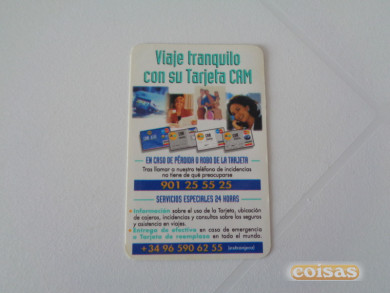 Viaje tranquilo
con su Tarjeta CAM
EN CASO DE PÉRDIDA O ROBO DE LA TARJETA
Tras llamar a nuestro teléfono de incidencias
no tiene de qué preocuparse
901 25 55 25
SERVICIOS ESPECIALES 24 HORAS
• Información sobre el uso de la Tarjeta, ubicación
de cajeros, incidencias y consultas sobre los seguros
y asistencia en viajes.
• Entrega de efectivo en caso de emergencia
o Tarjeta de reemplazo en todo el mundo.
+34 96 590 62 55
coisas